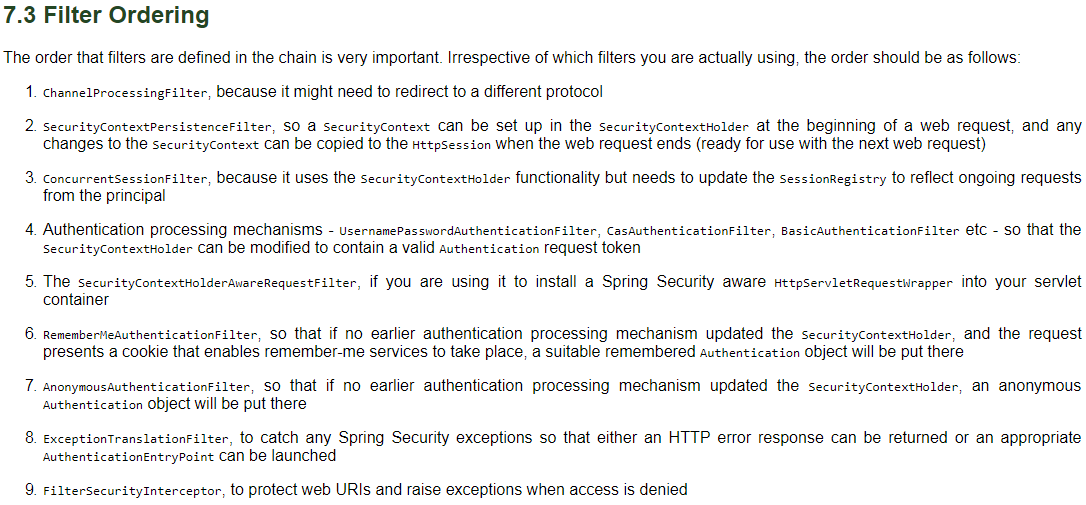 7.3 Filter Ordering
The order that filters are defined in the chain is very important. Irrespective of which filters you are actually using, the order should be as follows:
1. ChannelProcessingFilter, because it might need to redirect to a different protocol
2. SecurityContextPersistenceFilter, so a SecurityContext can be set up in the SecurityContextHolder at the beginning of a web request, and any
changes to the SecurityContext can be copied to the HttpSession when the web request ends (ready for use with the next web request)
3. ConcurrentSessionFilter, because it uses the SecurityContextHolder functionality but needs to update the SessionRegistry to reflect ongoing requests
from the principal
4. Authentication processing mechanisms - UsernamePasswordAuthenticationFilter, CasAuthenticationFilter, BasicAuthenticationFilter etc - so that the
SecurityContextHolder can be modified to contain a valid Authentication request token
5. The SecurityContextHolderAwareRequestFilter, if you are using it to install a Spring Security aware HttpServletRequestWrapper into your servlet
container
6. RememberMeAuthenticationFilter, so that if no earlier authentication processing mechanism updated the SecurityContextHolder, and the request
presents a cookie that enables remember-me services to take place, a suitable remembered Authentication object will be put there
7. AnonymousAuthenticationFilter, so that if no earlier authentication processing mechanism updated the SecurityContextHolder, an anonymous
Authentication object will be put there
8. ExceptionTranslationFilter, to catch any Spring Security exceptions so that either an HTTP error response can be returned or an appropriate
AuthenticationEntryPoint can be launched
9. FilterSecurityInterceptor, to protect web URIs and raise exceptions when access is denied